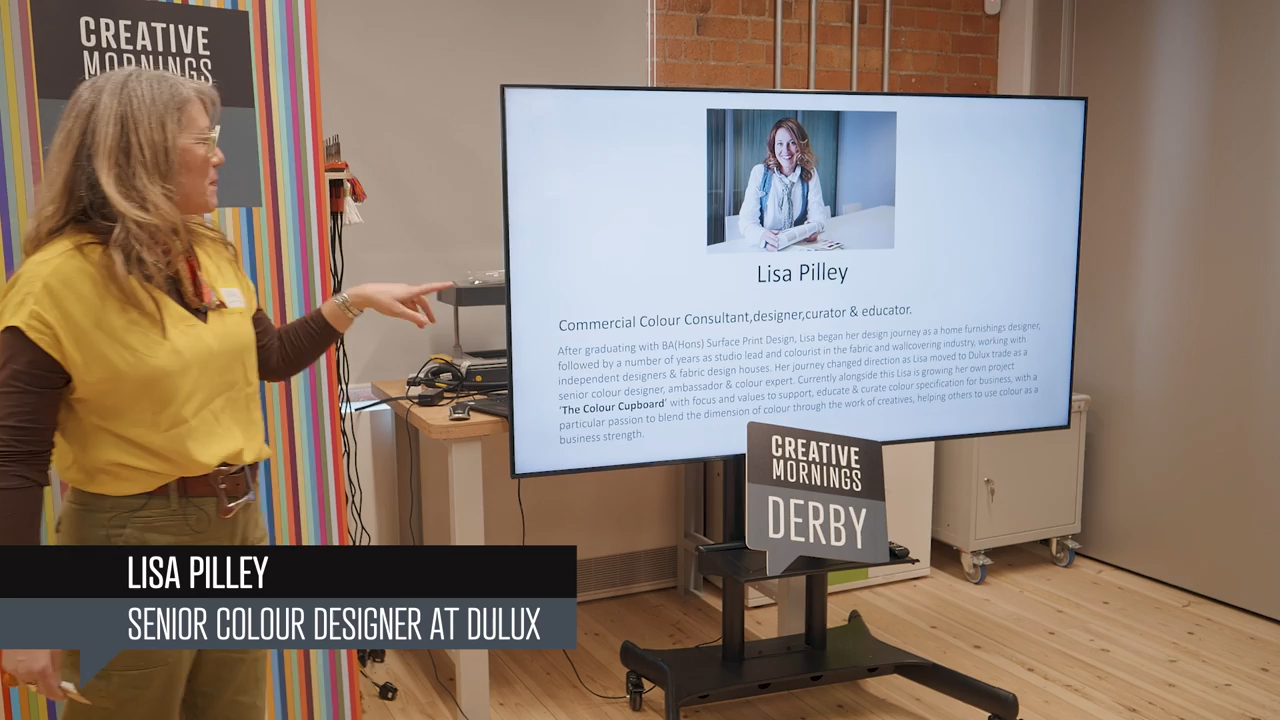 CREATIVE
MORNINGS
Lisa Pilley
Commercial Colour Consultant,designer,curator & educator.
After graduating with BA(Hons) Surface Print Design, Lisa began her design journey as a home furnishings designer,
followed by a number of years as studio lead and colourist in the fabric and wallcovering industry, working with
independent designers & fabric design houses. Her journey changed direction as Lisa moved to Dulux trade as a
senior colour designer, ambassador & colour expert. Currently alongside this Lisa is growing her own project
'The Colour Cupboard' with focus and values to support, educate & curate colour specification for business, with a
particular passion to blend the dimension of colour through the work of creatives, helping others to use colour as a
business strength.
CREATIVE
MORNINGS
DERBY
LISA PILLEY
SENIOR COLOUR DESIGNER AT DULUX